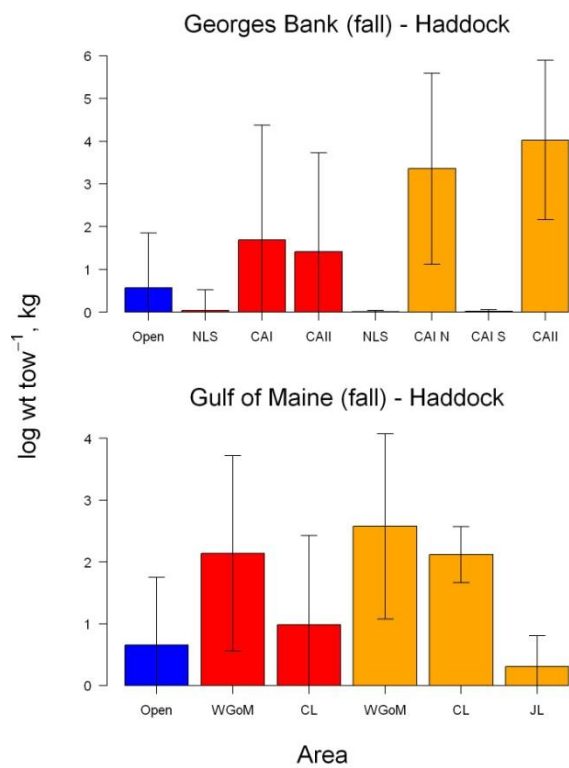 Georges Bank (fall) - Haddock
6
5
4
3
2
1
0
Open NLS CAI CAII NLS CAI N CAI S CAII
log wt tow⁻¹, kg
Gulf of Maine (fall) - Haddock
4
3
2
1
0
Open WGoM CL WGoM CL JL
Area